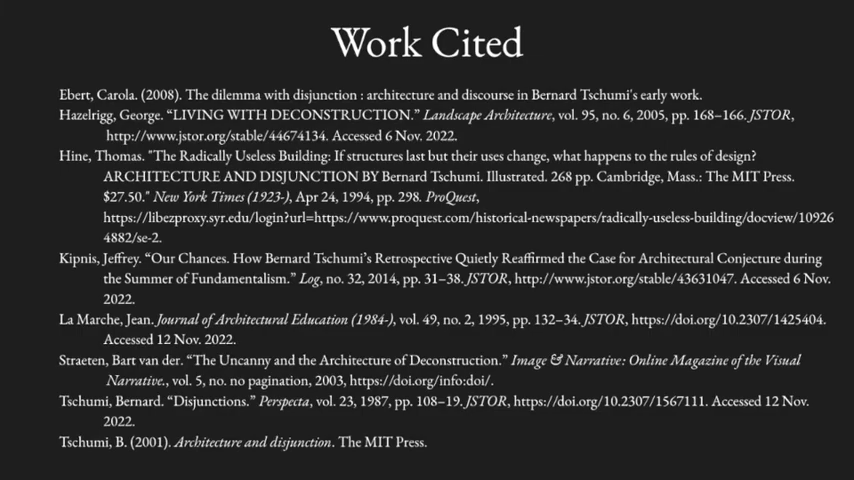 Work Cited
Ebert, Carola. (2008). The dilemma with disjunction : architecture and discourse in Bernard Tschumi's early work.
Hazelrigg, George. “LIVING WITH DECONSTRUCTION.” Landscape Architecture, vol. 95, no. 6, 2005, pp. 168–166. JSTOR,
http://www.jstor.org/stable/44674134. Accessed 6 Nov. 2022.
Hine, Thomas. "The Radically Useless Building: If structures last but their uses change, what happens to the rules of design?
ARCHITECTURE AND DISJUNCTION BY Bernard Tschumi. Illustrated. 268 pp. Cambridge, Mass.: The MIT Press.
$27.50." New York Times (1923-), Apr 24, 1994, pp. 298. ProQuest,
https://libezproxy.syr.edu/login?url=https://www.proquest.com/historical-newspapers/radically-useless-building/docview/10926
4882/se-2.
Kipnis, Jeffrey. “Our Chances. How Bernard Tschumi’s Retrospective Quietly Reaffirmed the Case for Architectural Conjecture during
the Summer of Fundamentalism.” Log, no. 32, 2014, pp. 31–38. JSTOR, http://www.jstor.org/stable/43631047. Accessed 6 Nov.
2022.
La Marche, Jean. Journal of Architectural Education (1984-), vol. 49, no. 2, 1995, pp. 132–34. JSTOR, https://doi.org/10.2307/1425404.
Accessed 12 Nov. 2022.
Straeten, Bart van der. “The Uncanny and the Architecture of Deconstruction.” Image & Narrative: Online Magazine of the Visual
Narrative., vol. 5, no. no pagination, 2003, https://doi.org/info:doi/.
Tschumi, Bernard. “Disjunctions.” Perspecta, vol. 23, 1987, pp. 108–19. JSTOR, https://doi.org/10.2307/1567111. Accessed 12 Nov.
2022.
Tschumi, B. (2001). Architecture and disjunction. The MIT Press.